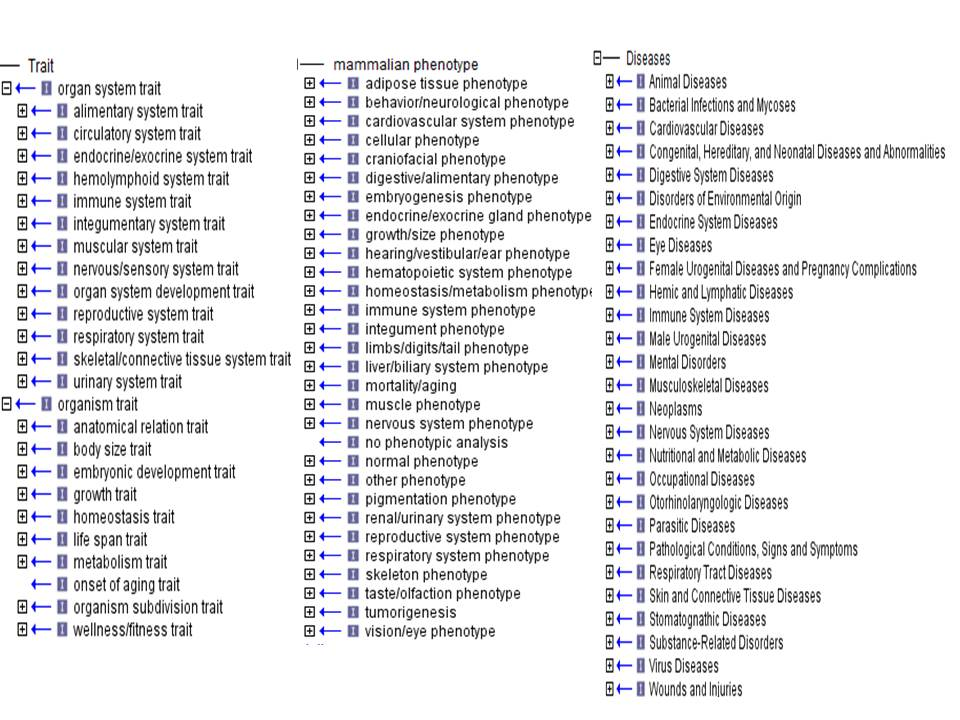 Trait
organ system trait
alimentary system trait
circulatory system trait
endocrine/exocrine system trait
hemolymphoid system trait
immune system trait
integumentary system trait
muscular system trait
nervous/sensory system trait
organ system development trait
reproductive system trait
respiratory system trait
skeletal/connective tissue system trait
urinary system trait
organism trait
anatomical relation trait
body size trait
embryonic development trait
growth trait
homeostasis trait
life span trait
metabolism trait
onset of aging trait
organism subdivision trait
wellness/fitness trait
mammalian phenotype
adipose tissue phenotype
behavior/neurological phenotype
cardiovascular system phenotype
cellular phenotype
craniofacial phenotype
digestive/alimentary phenotype
embryogenesis phenotype
endocrine/exocrine gland phenotype
growth/size phenotype
hearing/vestibular/ear phenotype
hematopoietic system phenotype
homeostasis/metabolism phenotype
immune system phenotype
integument phenotype
limbs/digits/tail phenotype
liver/biliary system phenotype
mortality/aging
muscle phenotype
nervous system phenotype
no phenotypic analysis
normal phenotype
other phenotype
pigmentation phenotype
renal/urinary system phenotype
reproductive system phenotype
respiratory system phenotype
skeleton phenotype
taste/olfaction phenotype
tumorigenesis
vision/eye phenotype
Diseases
Animal Diseases
Bacterial Infections and Mycoses
Cardiovascular Diseases
Congenital, Hereditary, and Neonatal Diseases and Abnormalities
Digestive System Diseases
Disorders of Environmental Origin
Endocrine System Diseases
Eye Diseases
Female Urogenital Diseases and Pregnancy Complications
Hemic and Lymphatic Diseases
Immune System Diseases
Male Urogenital Diseases
Mental Disorders
Musculoskeletal Diseases
Neoplasms
Nervous System Diseases
Nutritional and Metabolic Diseases
Occupational Diseases
Otorhinolaryngologic Diseases
Parasitic Diseases
Pathological Conditions, Signs and Symptoms
Respiratory Tract Diseases
Skin and Connective Tissue Diseases
Stomatognathic Diseases
Substance-Related Disorders
Virus Diseases
Wounds and Injuries